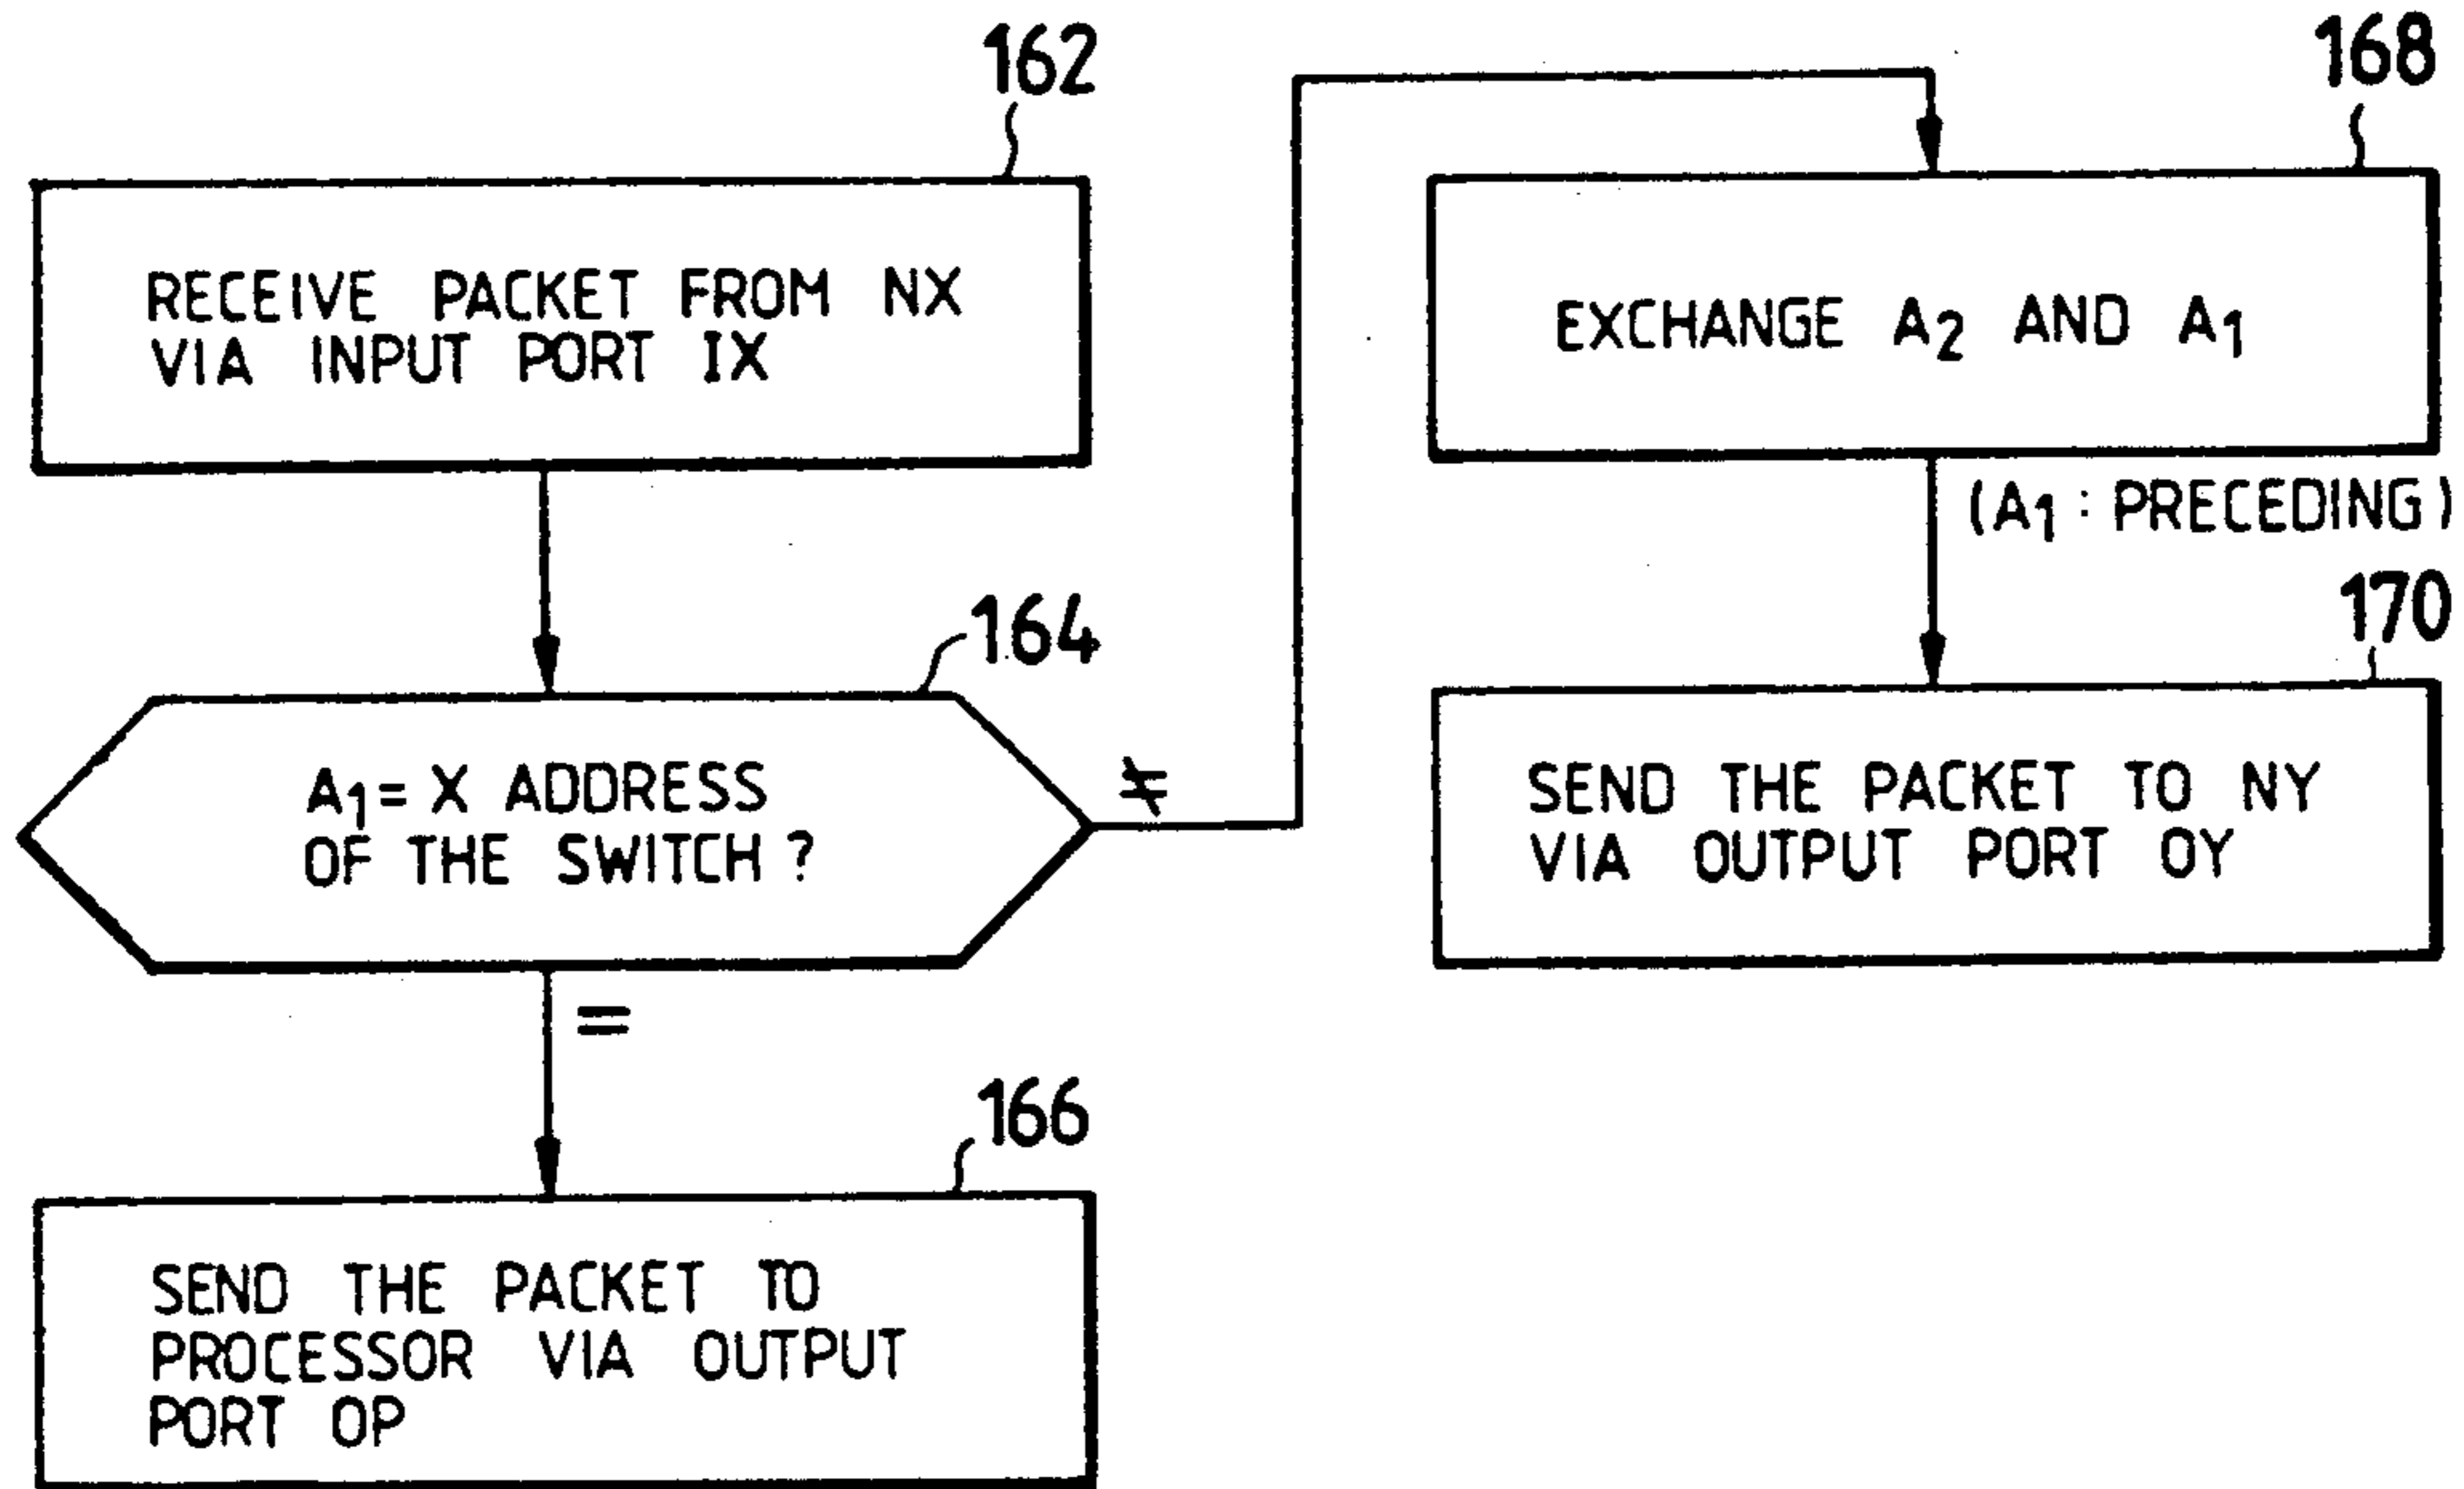 162
RECEIVE PACKET FROM NX
VIA INPUT PORT IX
164
A1= X ADDRESS
OF THE SWITCH ?
≠
=
166
SEND THE PACKET TO
PROCESSOR VIA OUTPUT
PORT OP
168
EXCHANGE A2 AND A1
(A1 : PRECEDING)
170
SEND THE PACKET TO NY
VIA OUTPUT PORT OY